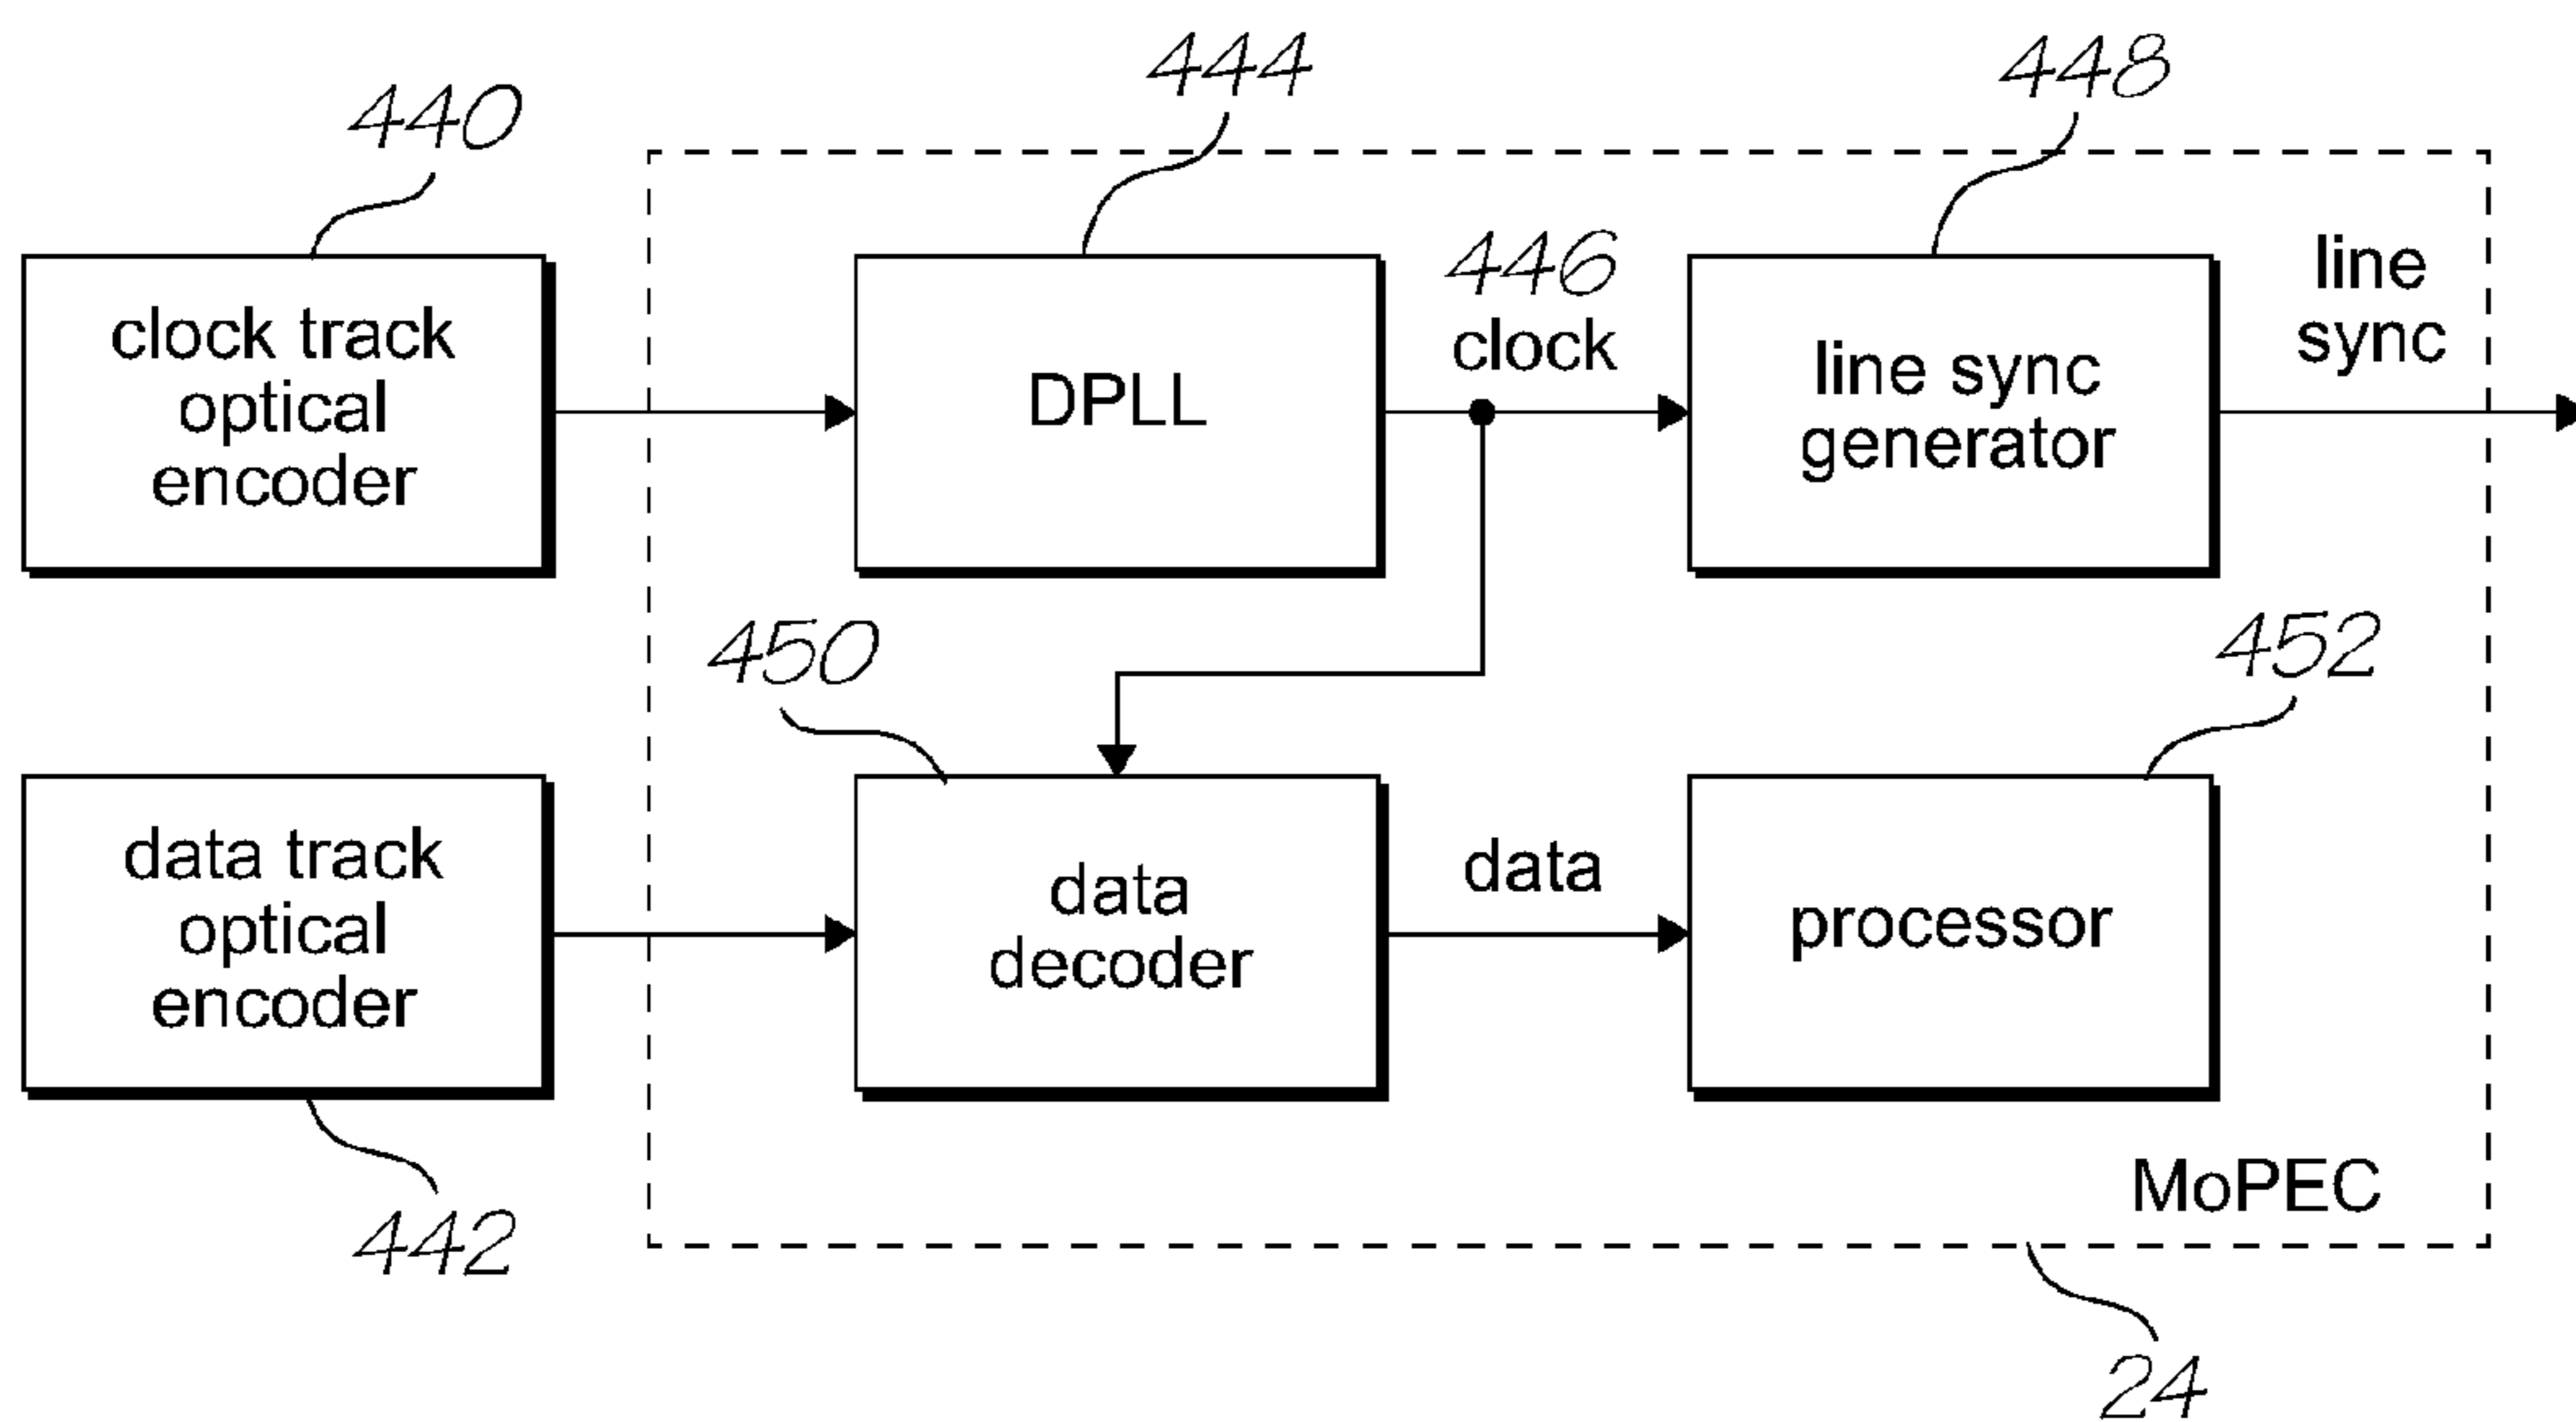 444
448
440
446
clock
line
sync
clock track
optical
encoder
DPLL
line sync
generator
450
452
data track
optical
encoder
data
decoder
data
processor
MoPEC
442
24